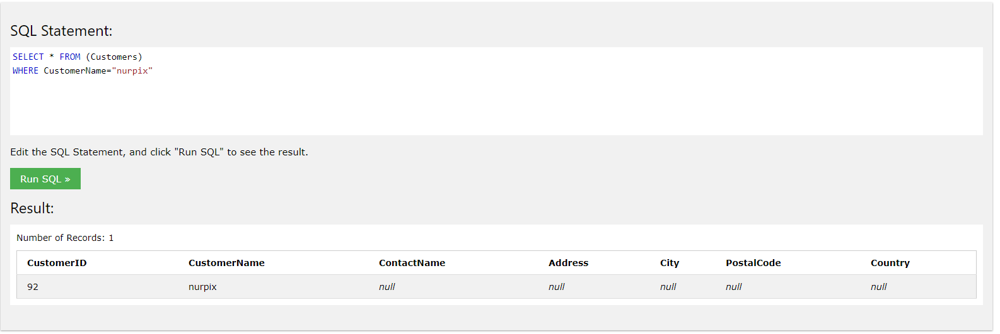 SQL Statement:
SELECT * FROM (Customers)
WHERE CustomerName="nurpix"
Edit the SQL Statement, and click "Run SQL" to see the result.
Run SQL »
Result:
Number of Records: 1
CustomerID CustomerName ContactName Address City PostalCode Country
92 nurpix null null null null null